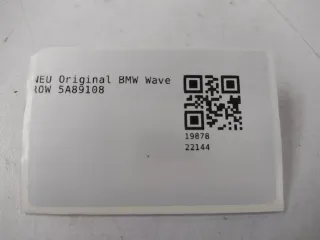 NEU Original BMW Wave
ROW 5A89108
19878
22144